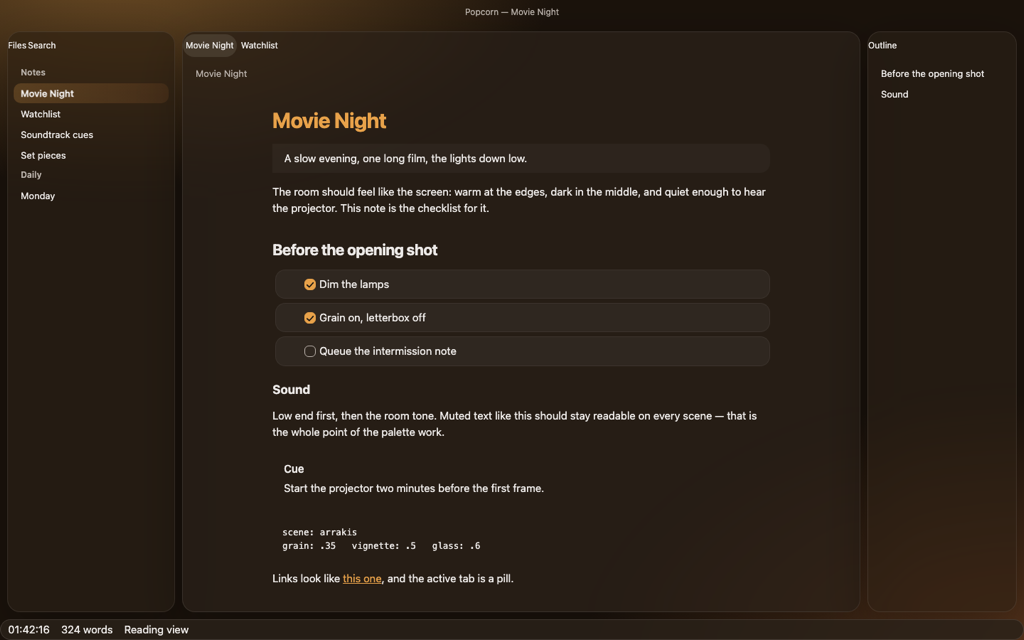 Popcorn — Movie Night
Files Search
Notes
Movie Night
Watchlist
Soundtrack cues
Set pieces
Daily
Monday
Movie Night Watchlist
Movie Night
Movie Night
A slow evening, one long film, the lights down low.
The room should feel like the screen: warm at the edges, dark in the middle, and quiet enough to hear
the projector. This note is the checklist for it.
Before the opening shot
Dim the lamps
Grain on, letterbox off
Queue the intermission note
Sound
Low end first, then the room tone. Muted text like this should stay readable on every scene — that is
the whole point of the palette work.
Cue
Start the projector two minutes before the first frame.
scene: arrakis
grain: .35   vignette: .5   glass: .6
Links look like this one, and the active tab is a pill.
Outline
Before the opening shot
Sound
01:42:16 324 words Reading view